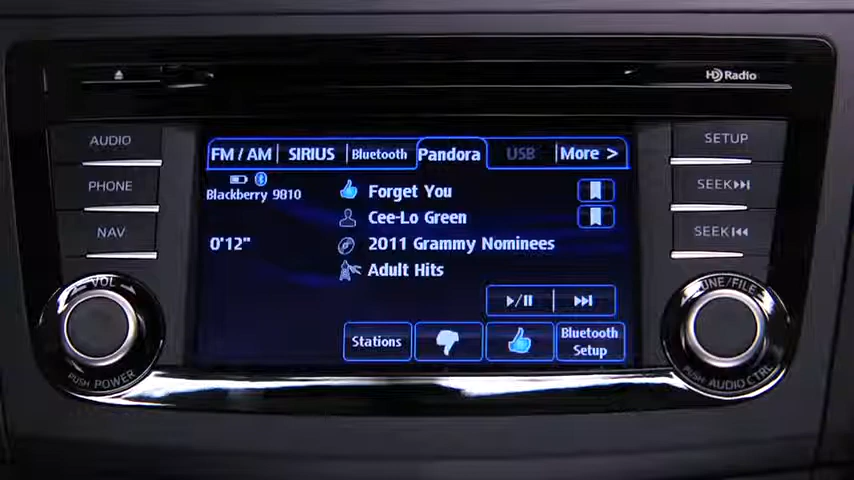 HD Radio
AUDIO
PHONE
NAV
VOL
PUSH POWER
FM / AM
SIRIUS
Bluetooth
Pandora
USB
More >
Blackberry 9810
Forget You
Cee-Lo Green
0'12"
2011 Grammy Nominees
Adult Hits
Stations
Bluetooth
Setup
SETUP
SEEK
SEEK
TUNE/FILE
PUSH AUDIO CTRL